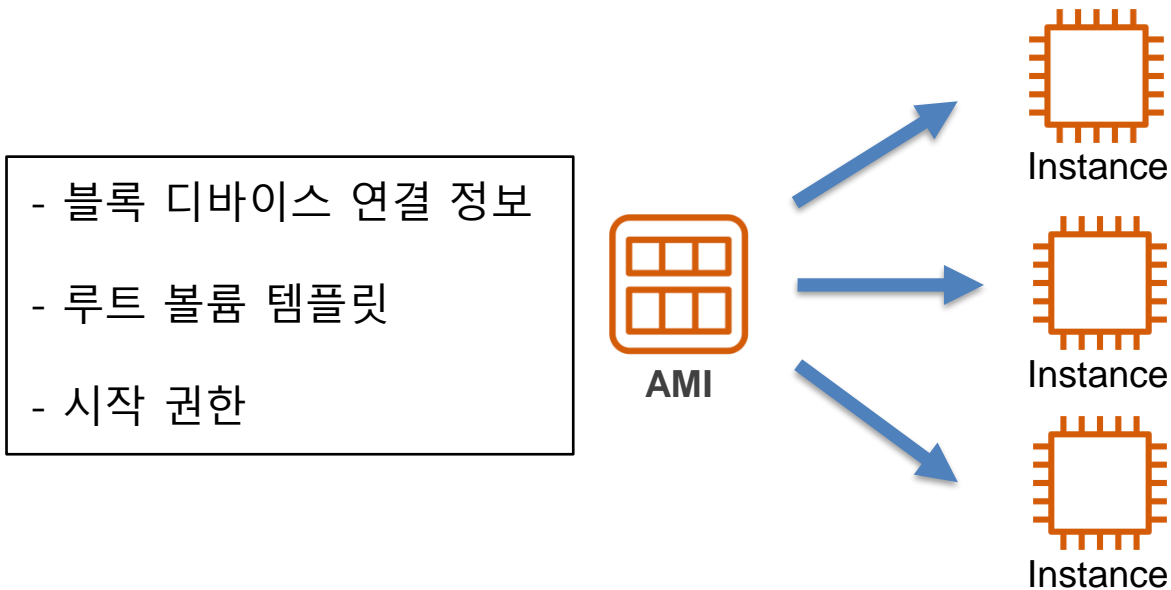 - 블록 디바이스 연결 정보
- 루트 볼륨 템플릿
- 시작 권한
AMI
Instance
Instance
Instance